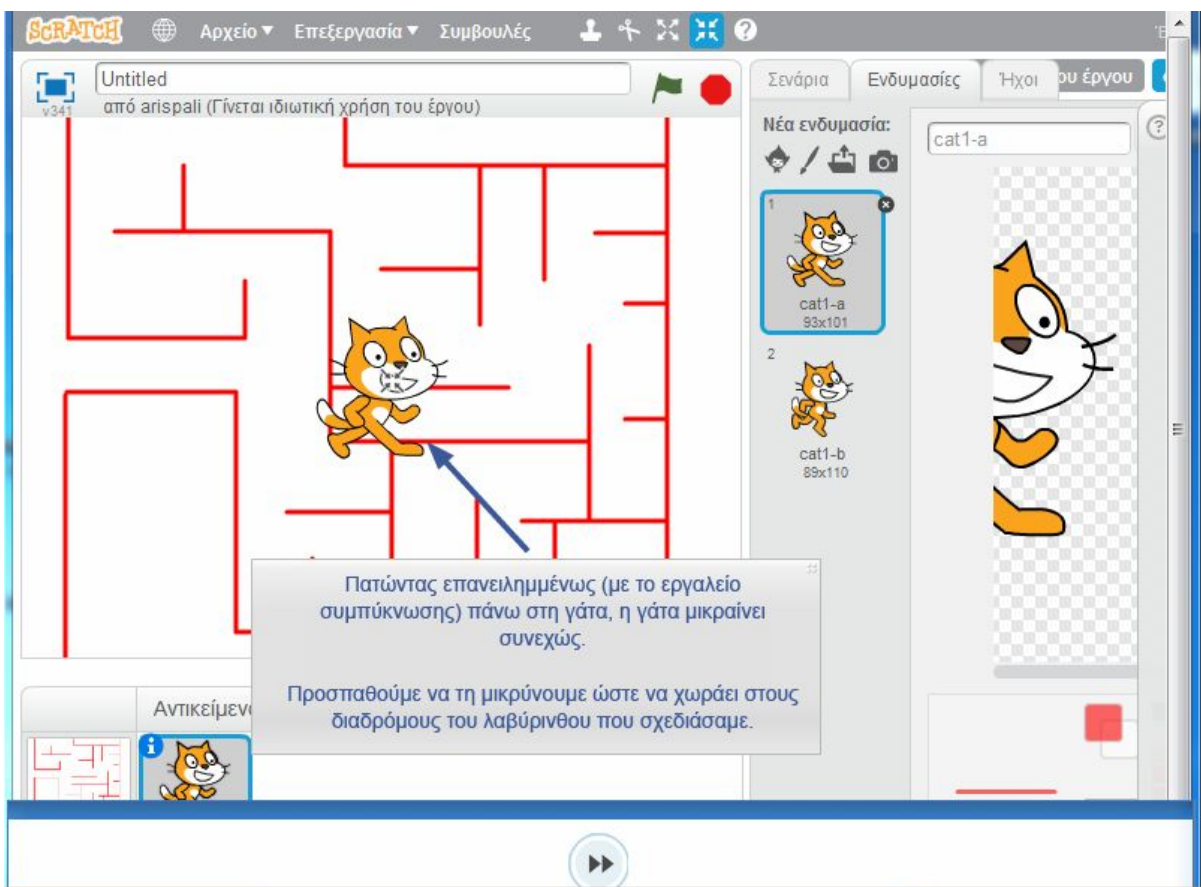 SCRATCH Αρχείο Επεξεργασία Συμβουλές
Untitled
v341 από arispali (Γίνεται ιδιωτική χρήση του έργου)
Σενάρια Ενδυμασίες Ήχοι ου έργου
Νέα ενδυμασία:
cat1-a
1
cat1-a
93x101
2
cat1-b
89x110
Πατώντας επανειλημμένως (με το εργαλείο
συμπύκνωσης) πάνω στη γάτα, η γάτα μικραίνει
συνεχώς.
Προσπαθούμε να τη μικρύνουμε ώστε να χωράει στους
διαδρόμους του λαβύρινθου που σχεδιάσαμε.
Αντικείμενα